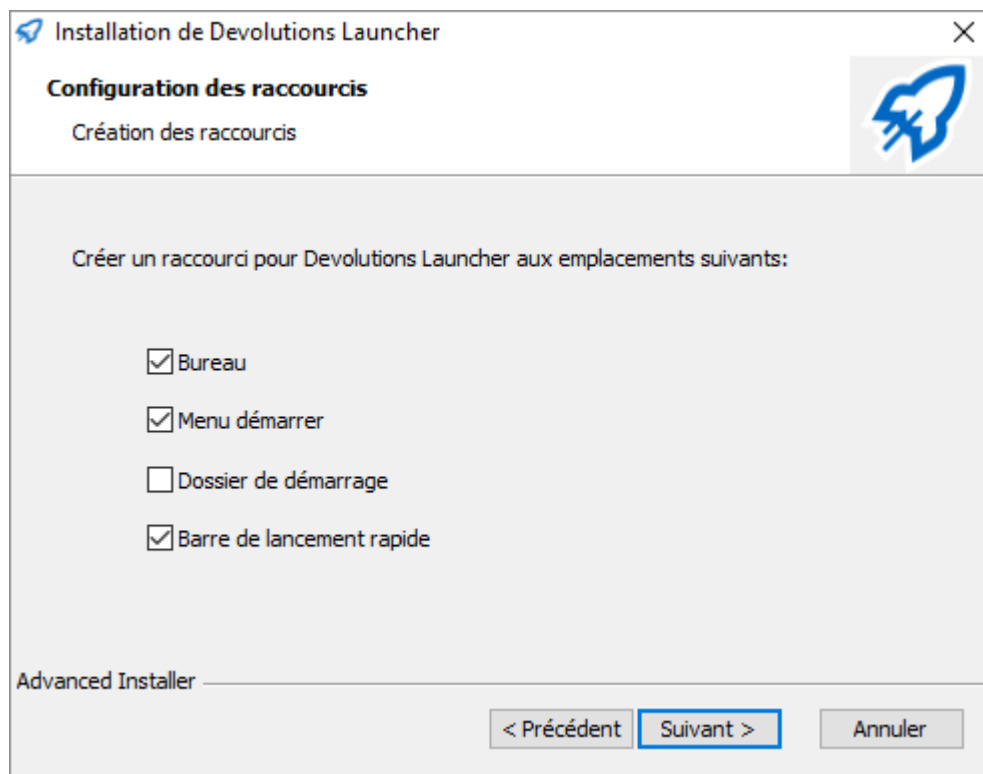 Installation de Devolutions Launcher
Configuration des raccourcis
Création des raccourcis
Créer un raccourci pour Devolutions Launcher aux emplacements suivants:
Bureau
Menu démarrer
Dossier de démarrage
Barre de lancement rapide
Advanced Installer
< Précédent Suivant > Annuler